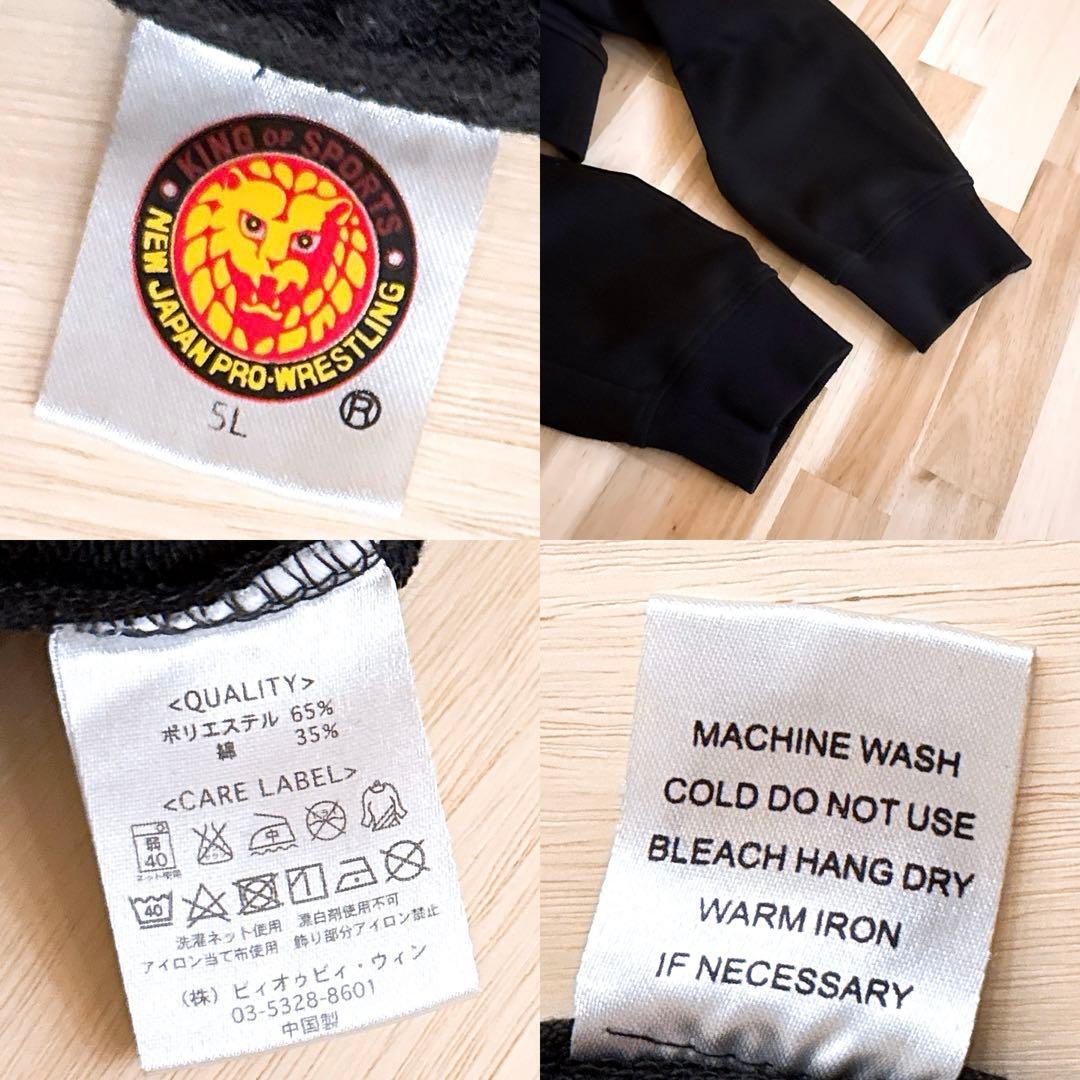 KING OF SPORTS
NEW JAPAN PRO-WRESTLING
5L
®
<QUALITY>
ポリエステル 65%
綿 35%
<CARE LABEL>
弱
40
ネット使用
中
40
洗濯ネット使用 漂白剤使用不可
アイロン当て布使用 飾り部分アイロン禁止
(株) ビィオゥビィ・ウィン
03-5328-8601
中国製
MACHINE WASH
COLD DO NOT USE
BLEACH HANG DRY
WARM IRON
IF NECESSARY